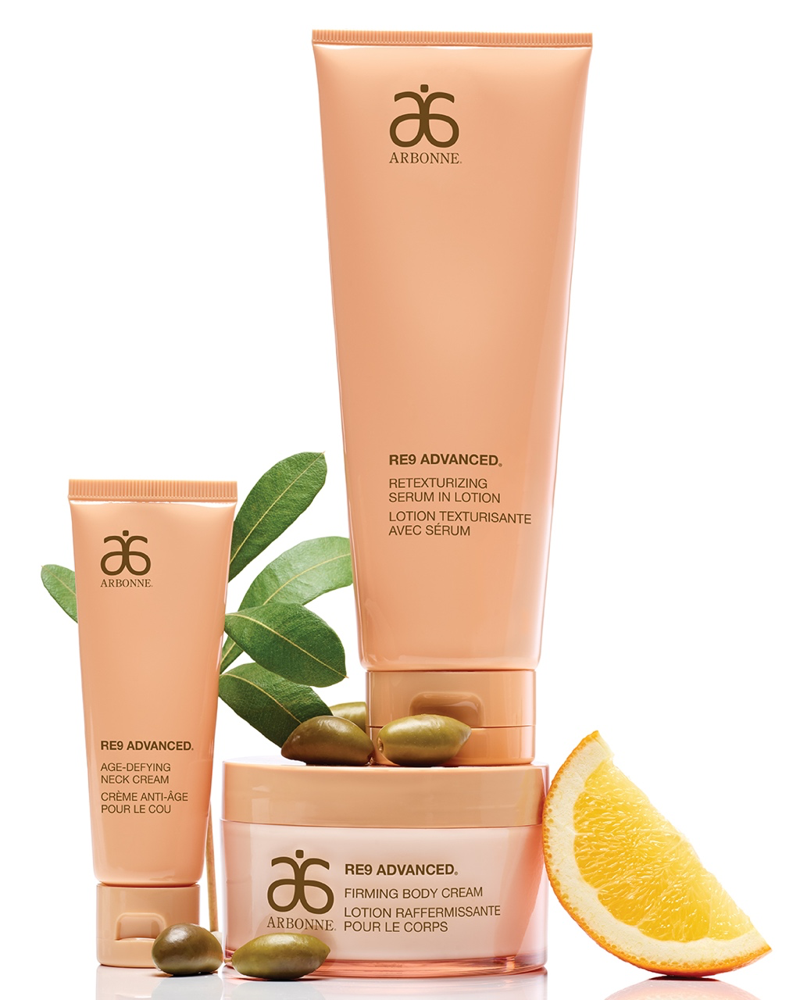 ARBONNE.
RE9 ADVANCED®
RETEXTURIZING
SERUM IN LOTION
LOTION TEXTURISANTE
AVEC SÉRUM
ARBONNE.
RE9 ADVANCED®
AGE-DEFYING
NECK CREAM
CRÈME ANTI-ÂGE
POUR LE COU
ARBONNE.
RE9 ADVANCED®
FIRMING BODY CREAM
LOTION RAFFERMISSANTE
POUR LE CORPS